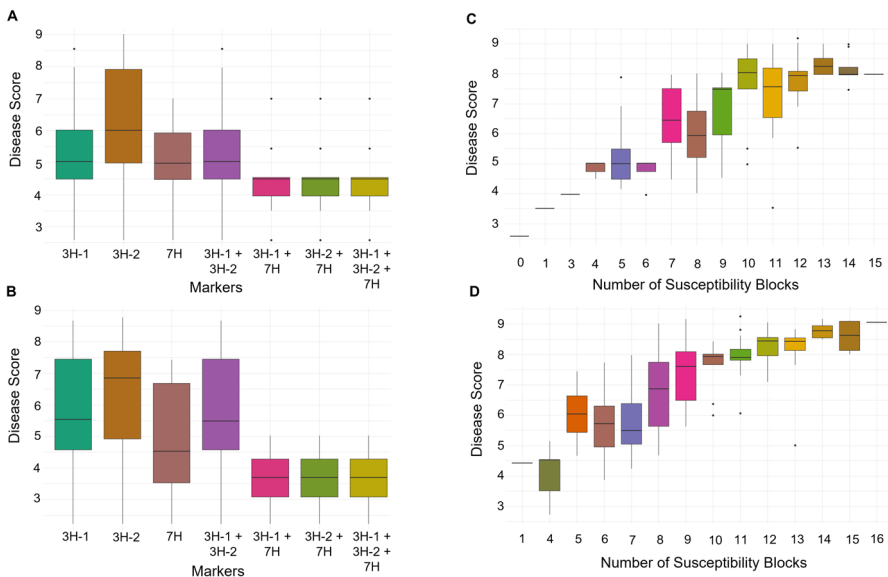 A
9
8
7
6
5
4
3
Disease Score
3H-1
3H-2
7H
3H-1 +
3H-2
3H-1 +
7H
3H-2 +
7H
3H-1 +
3H-2 +
7H
Markers
B
9
8
7
6
5
4
3
Disease Score
3H-1
3H-2
7H
3H-1 +
3H-2
3H-1 +
7H
3H-2 +
7H
3H-1 +
3H-2 +
7H
Markers
C
9
8
7
6
5
4
3
Disease Score
0 1 3 4 5 6 7 8 9 10 11 12 13 14 15
Number of Susceptibility Blocks
D
9
8
7
6
5
4
3
Disease Score
1 4 5 6 7 8 9 10 11 12 13 14 15 16
Number of Susceptibility Blocks